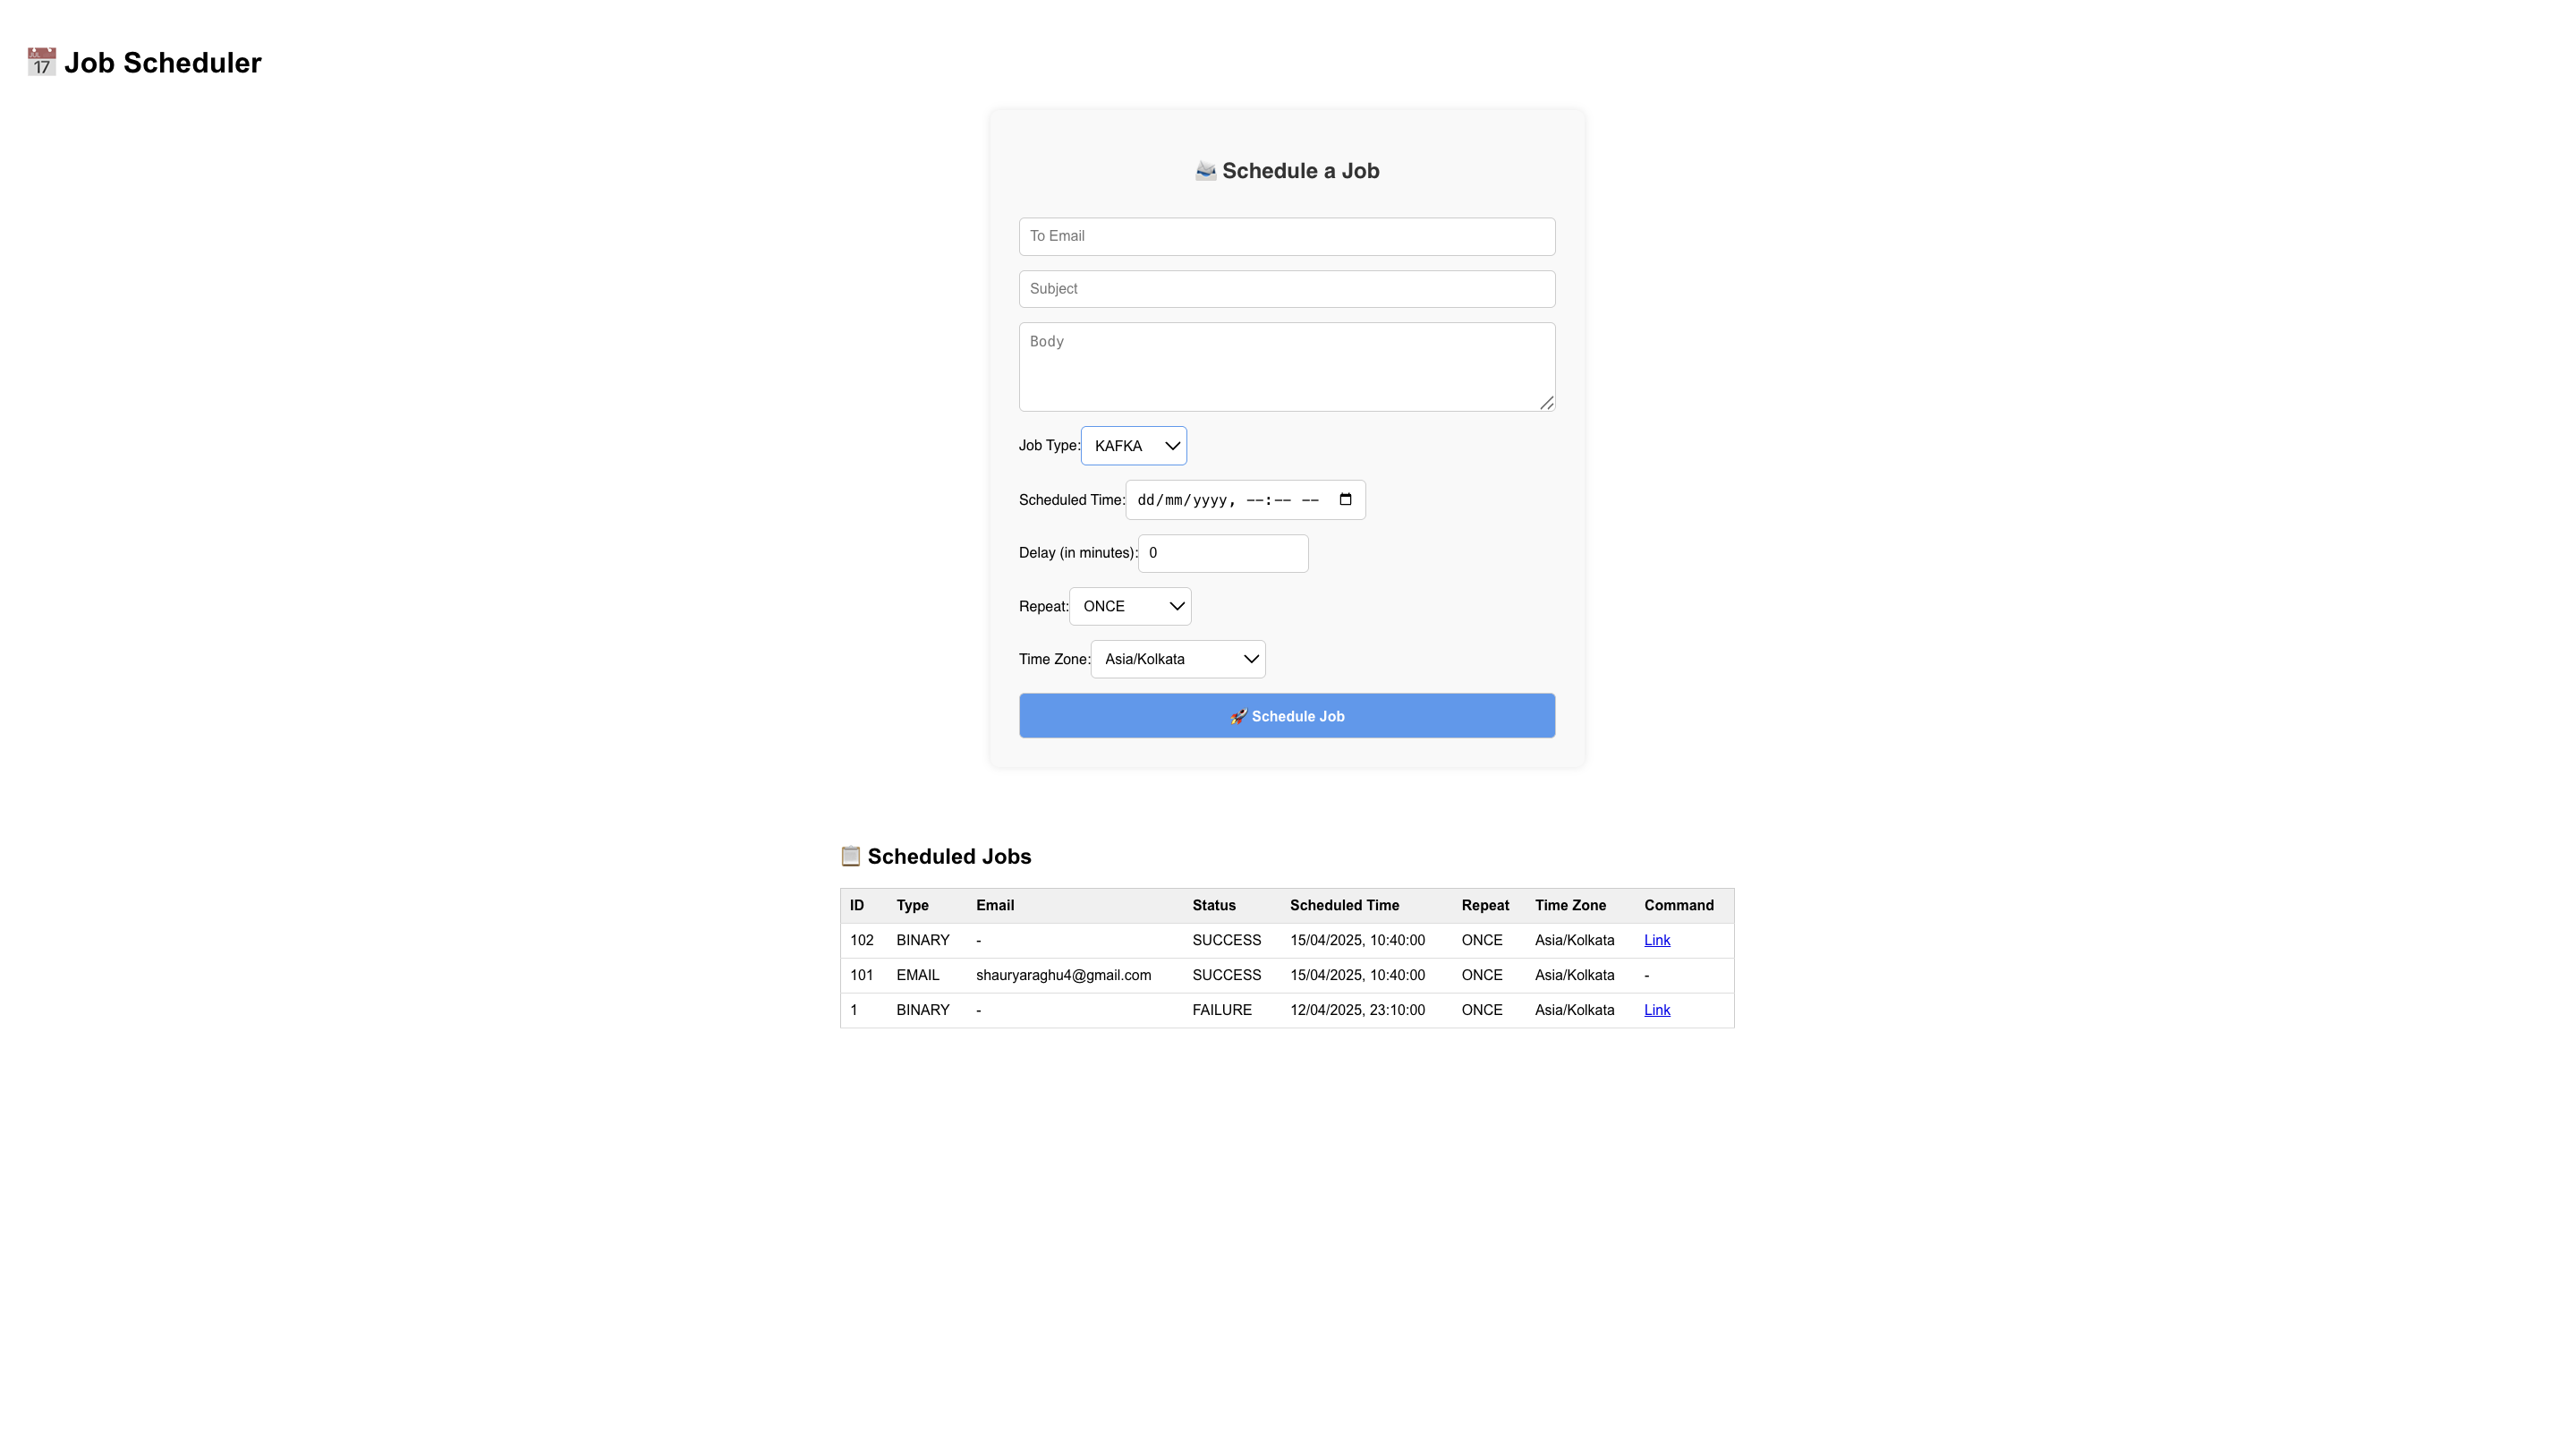 Job Scheduler
Schedule a Job
To Email
Subject
Body
Job Type: KAFKA
Scheduled Time: dd/mm/yyyy, --:-- --
Delay (in minutes): 0
Repeat: ONCE
Time Zone: Asia/Kolkata
🚀 Schedule Job
Scheduled Jobs
ID Type Email Status Scheduled Time Repeat Time Zone Command
102 BINARY - SUCCESS 15/04/2025, 10:40:00 ONCE Asia/Kolkata Link
101 EMAIL shauryaraghu4@gmail.com SUCCESS 15/04/2025, 10:40:00 ONCE Asia/Kolkata -
1 BINARY - FAILURE 12/04/2025, 23:10:00 ONCE Asia/Kolkata Link